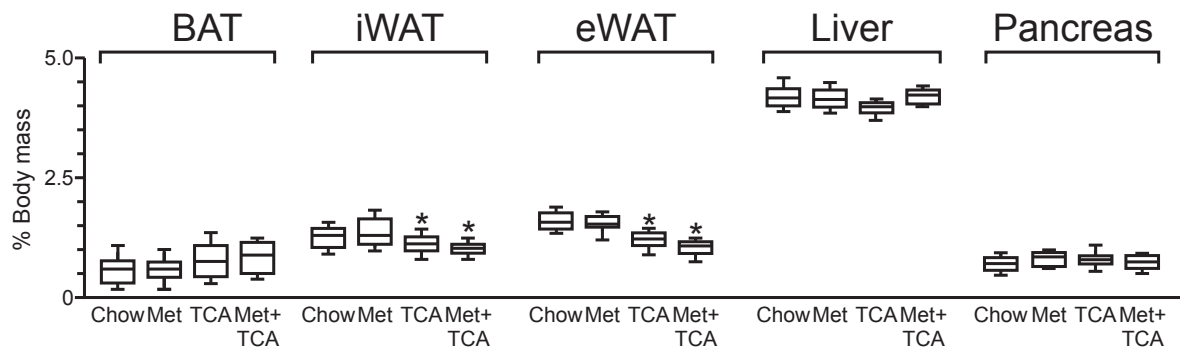 BAT iWAT eWAT Liver Pancreas
5.0
2.5
0
% Body mass
* *
* *
Chow Met TCA Met+ TCA Chow Met TCA Met+ TCA Chow Met TCA Met+ TCA Chow Met TCA Met+ TCA Chow Met TCA Met+ TCA